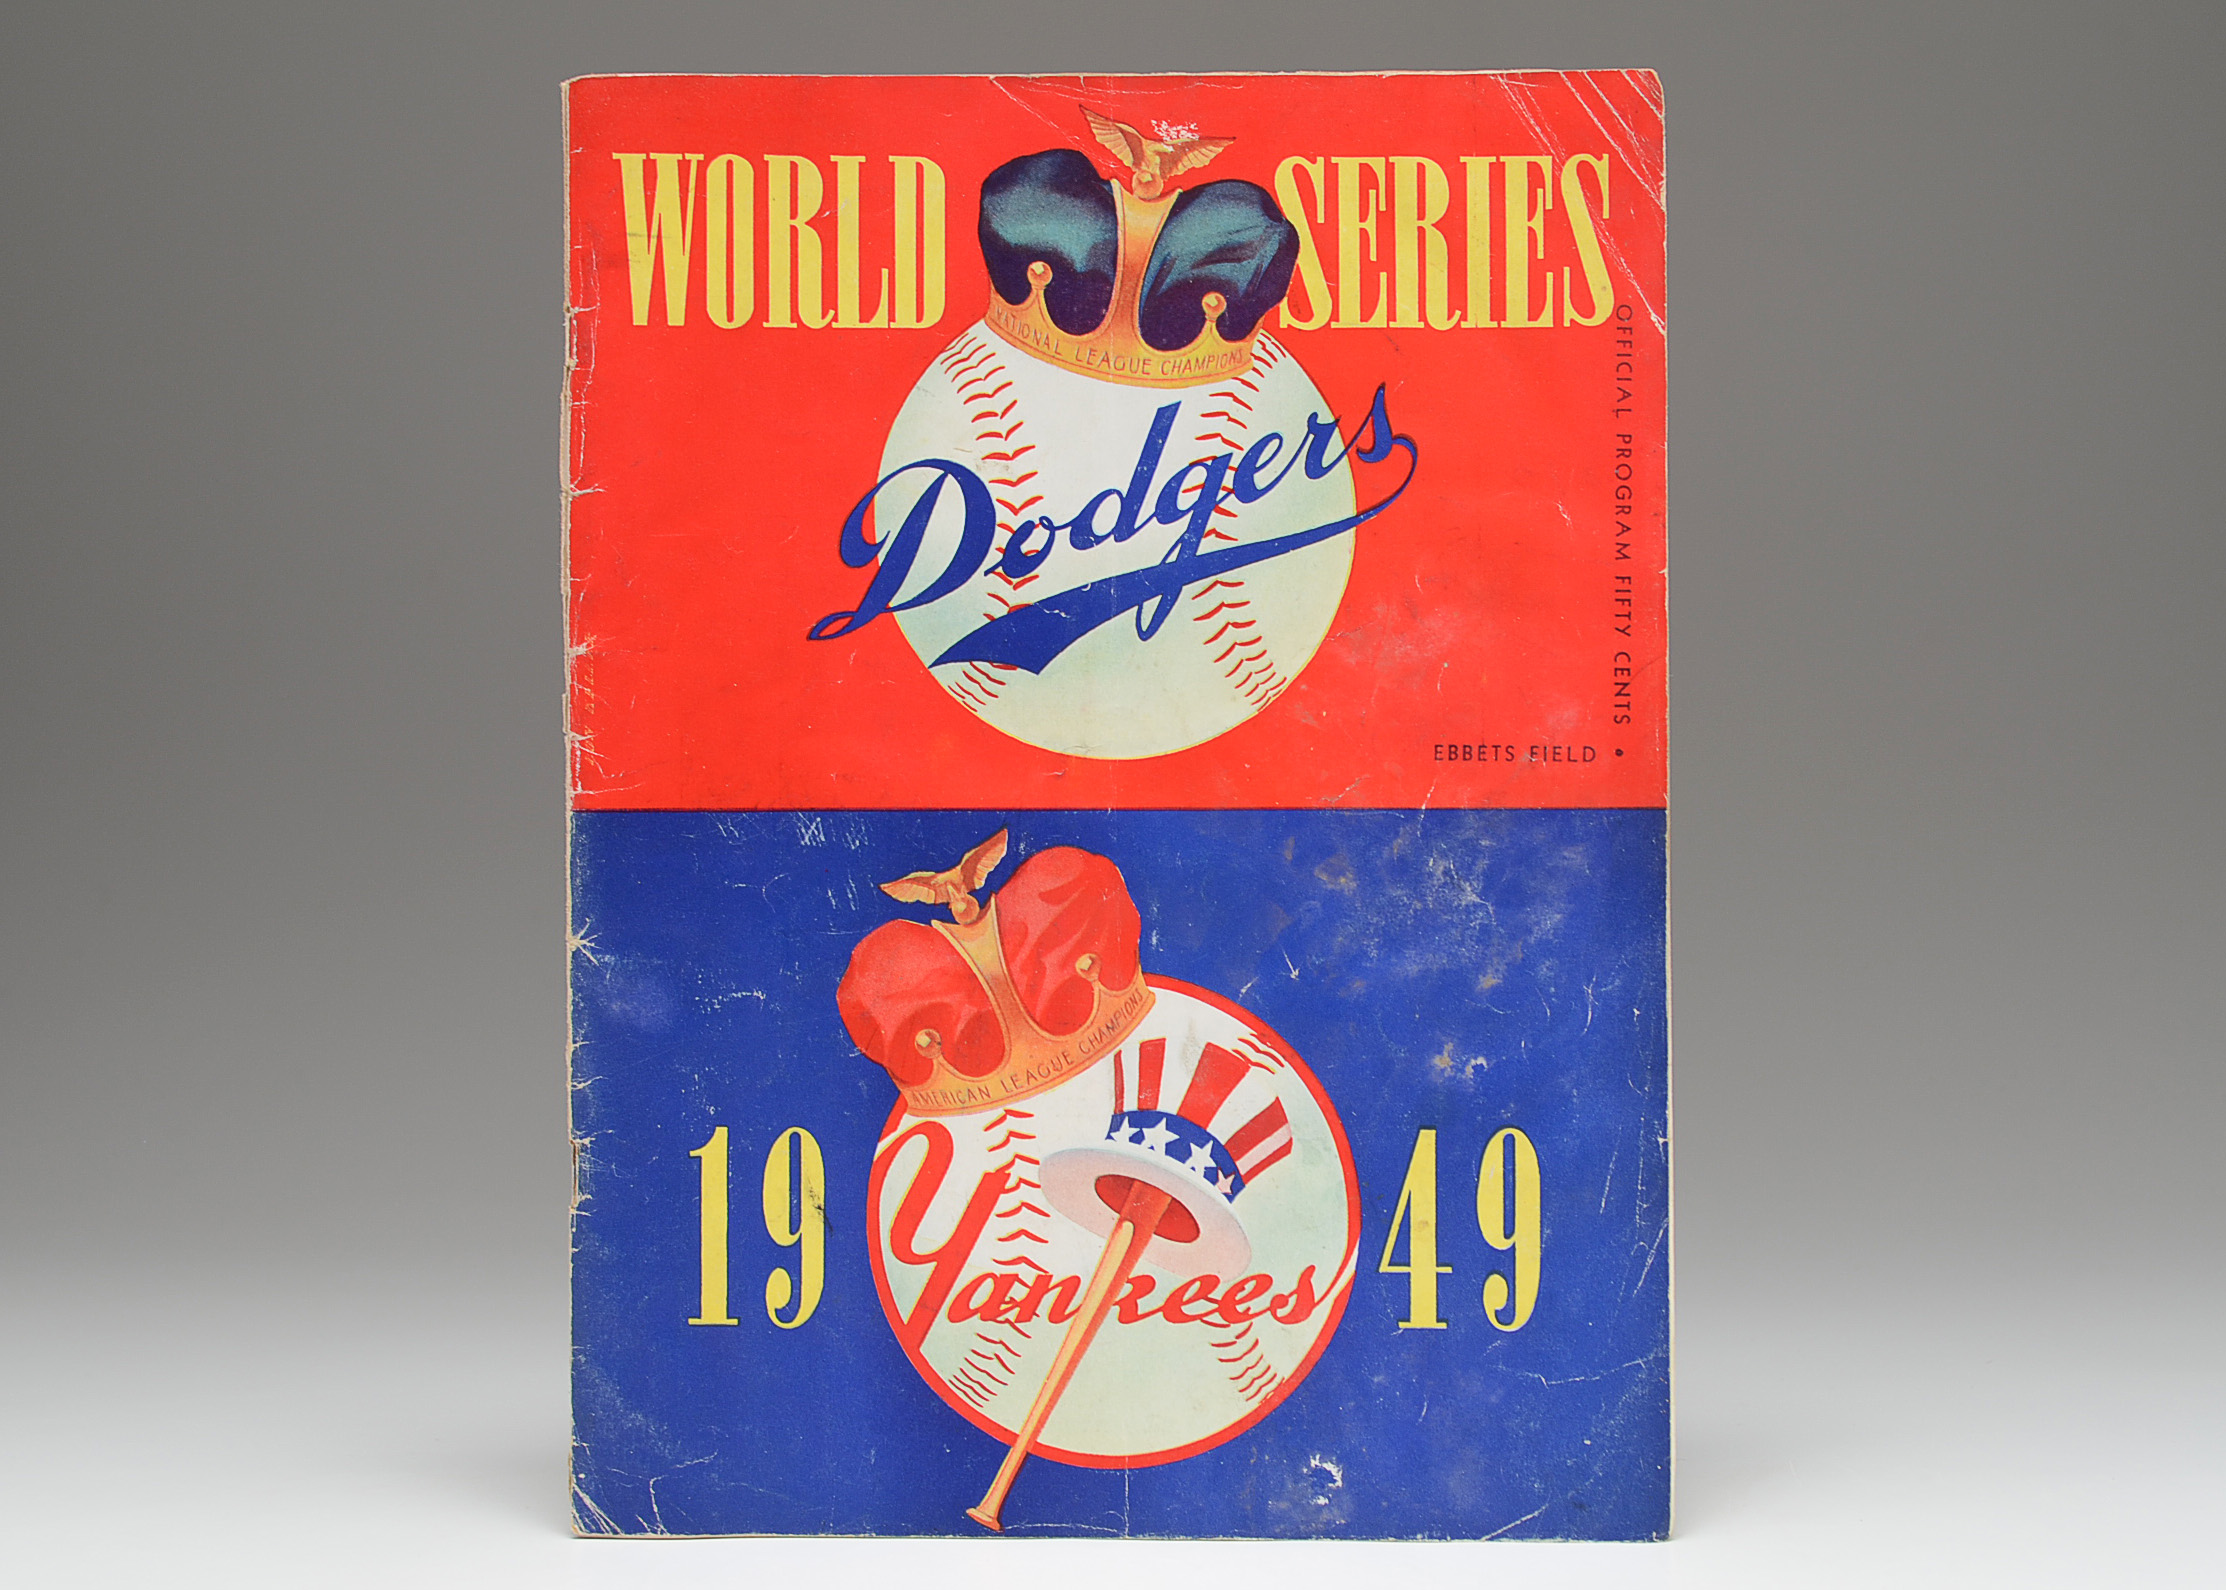 WORLD SERIES
NATIONAL LEAGUE CHAMPIONS
Dodgers
OFFICIAL PROGRAM FIFTY CENTS •
EBBETS FIELD
AMERICAN LEAGUE CHAMPIONS
Yankees
19 49